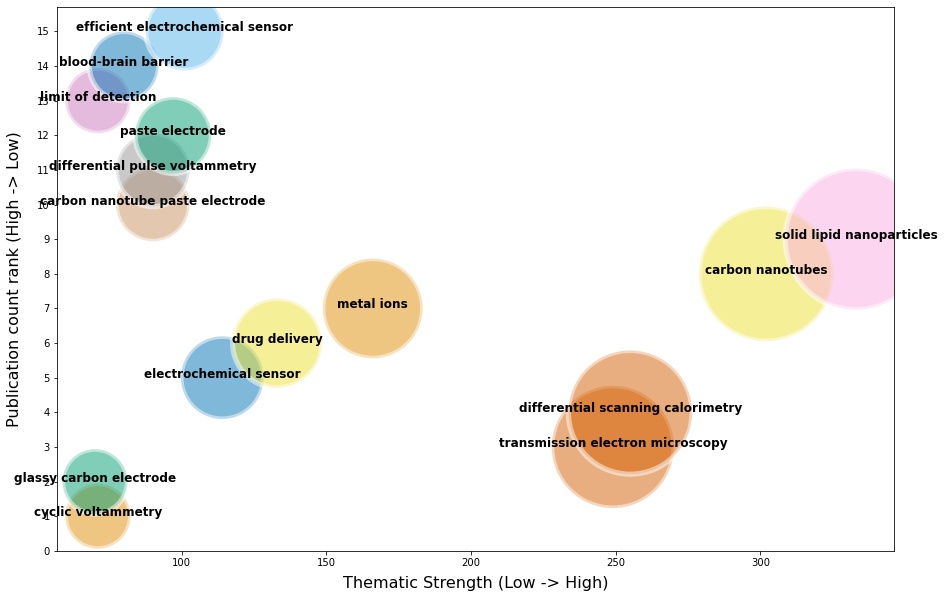 15
efficient electrochemical sensor
14
blood-brain barrier
13
limit of detection
12
paste electrode
11
differential pulse voltammetry
10
carbon nanotube paste electrode
9
solid lipid nanoparticles
8
carbon nanotubes
7
metal ions
6
drug delivery
5
electrochemical sensor
4
differential scanning calorimetry
3
transmission electron microscopy
2
glassy carbon electrode
1
cyclic voltammetry
0
100 150 200 250 300
Thematic Strength (Low -> High)
Publication count rank (High -> Low)